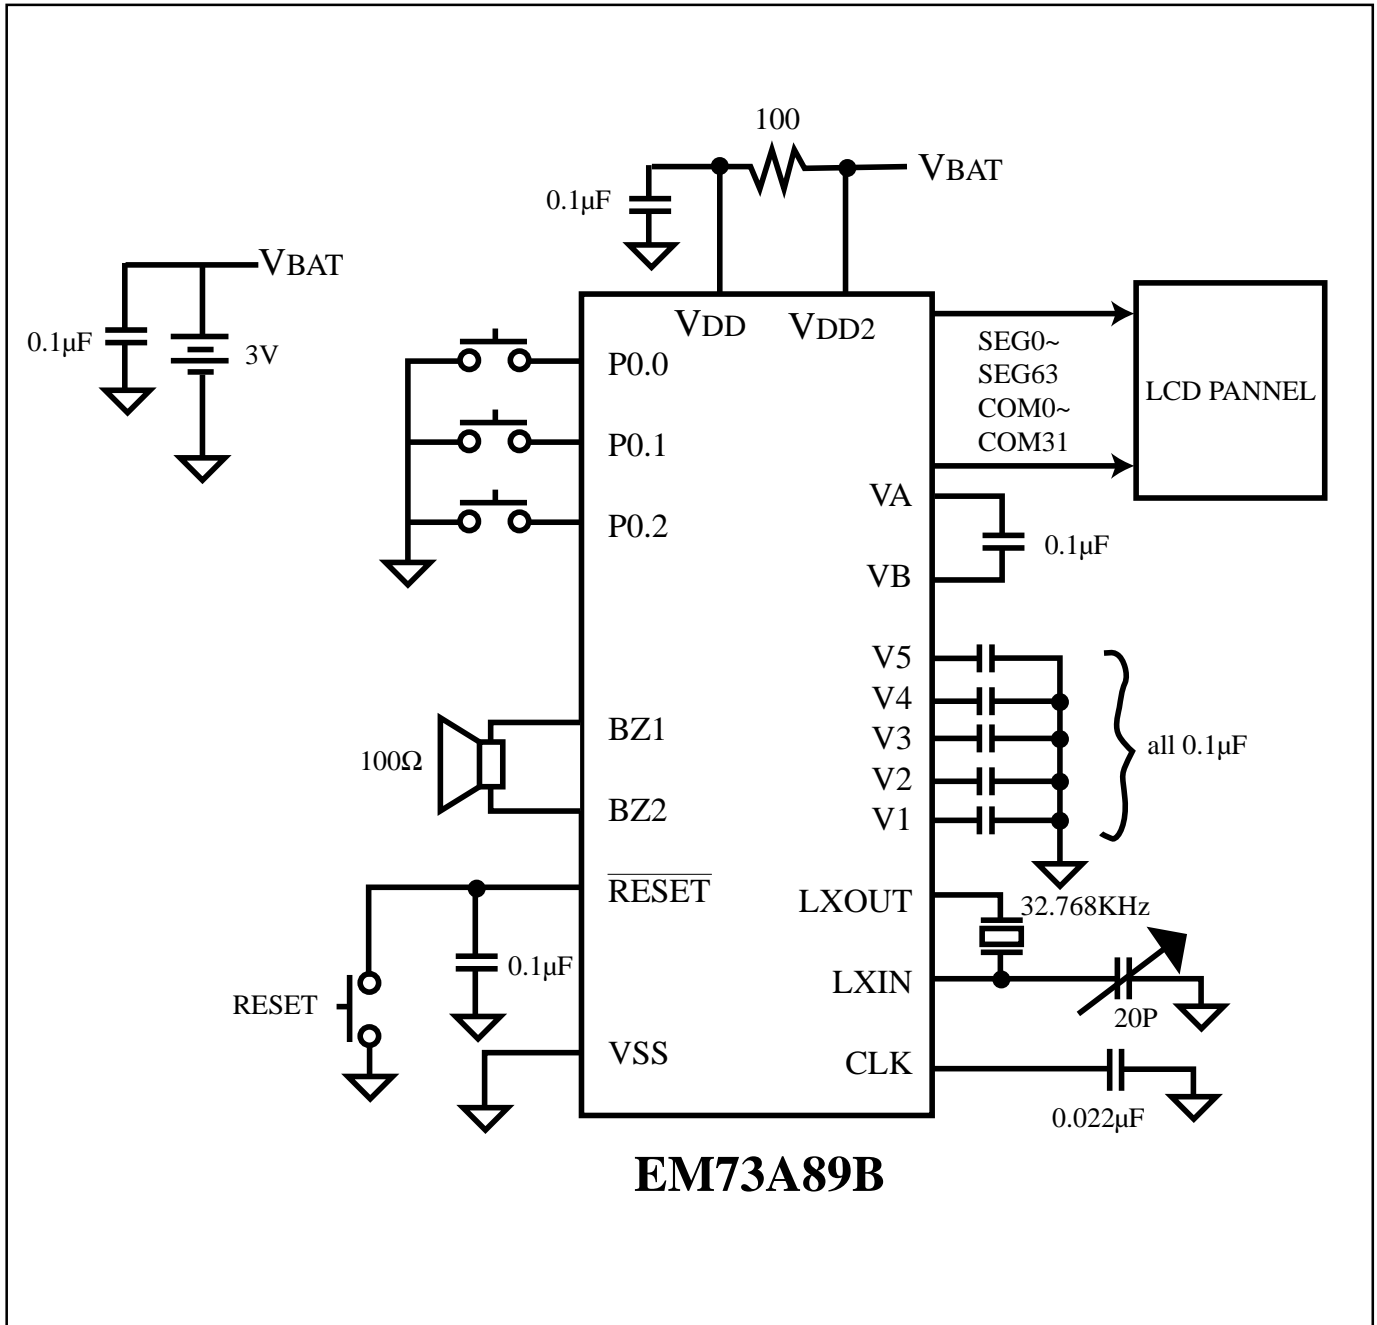 100
VBAT
0.1μF
VBAT
0.1μF
3V
VDD
VDD2
P0.0
P0.1
P0.2
SEG0~
SEG63
COM0~
COM31
LCD PANNEL
VA
0.1μF
VB
V5
V4
V3
V2
V1
all 0.1μF
BZ1
100Ω
BZ2
RESET
LXOUT
32.768KHz
0.1μF
LXIN
RESET
20P
VSS
CLK
0.022μF
EM73A89B